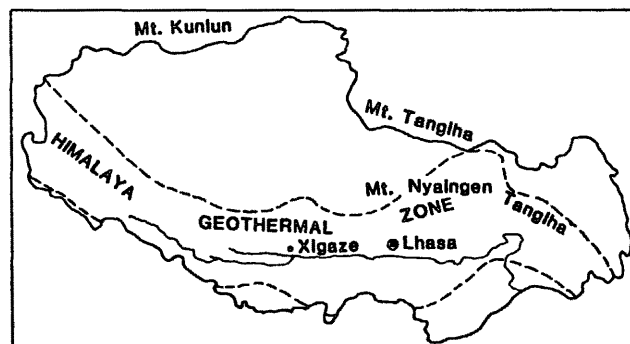 Mt. Kunlun
Mt. Tangiha
HIMALAYA
Mt. Nyaingen
Tangiha
GEOTHERMAL
ZONE
Xigaze
Lhasa